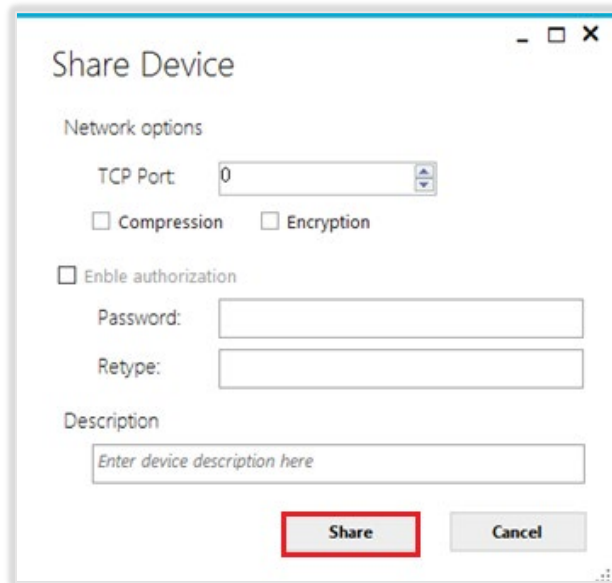 Share Device
Network options
TCP Port: 0
Compression Encryption
Enble authorization
Password:
Retype:
Description
Enter device description here
Share Cancel